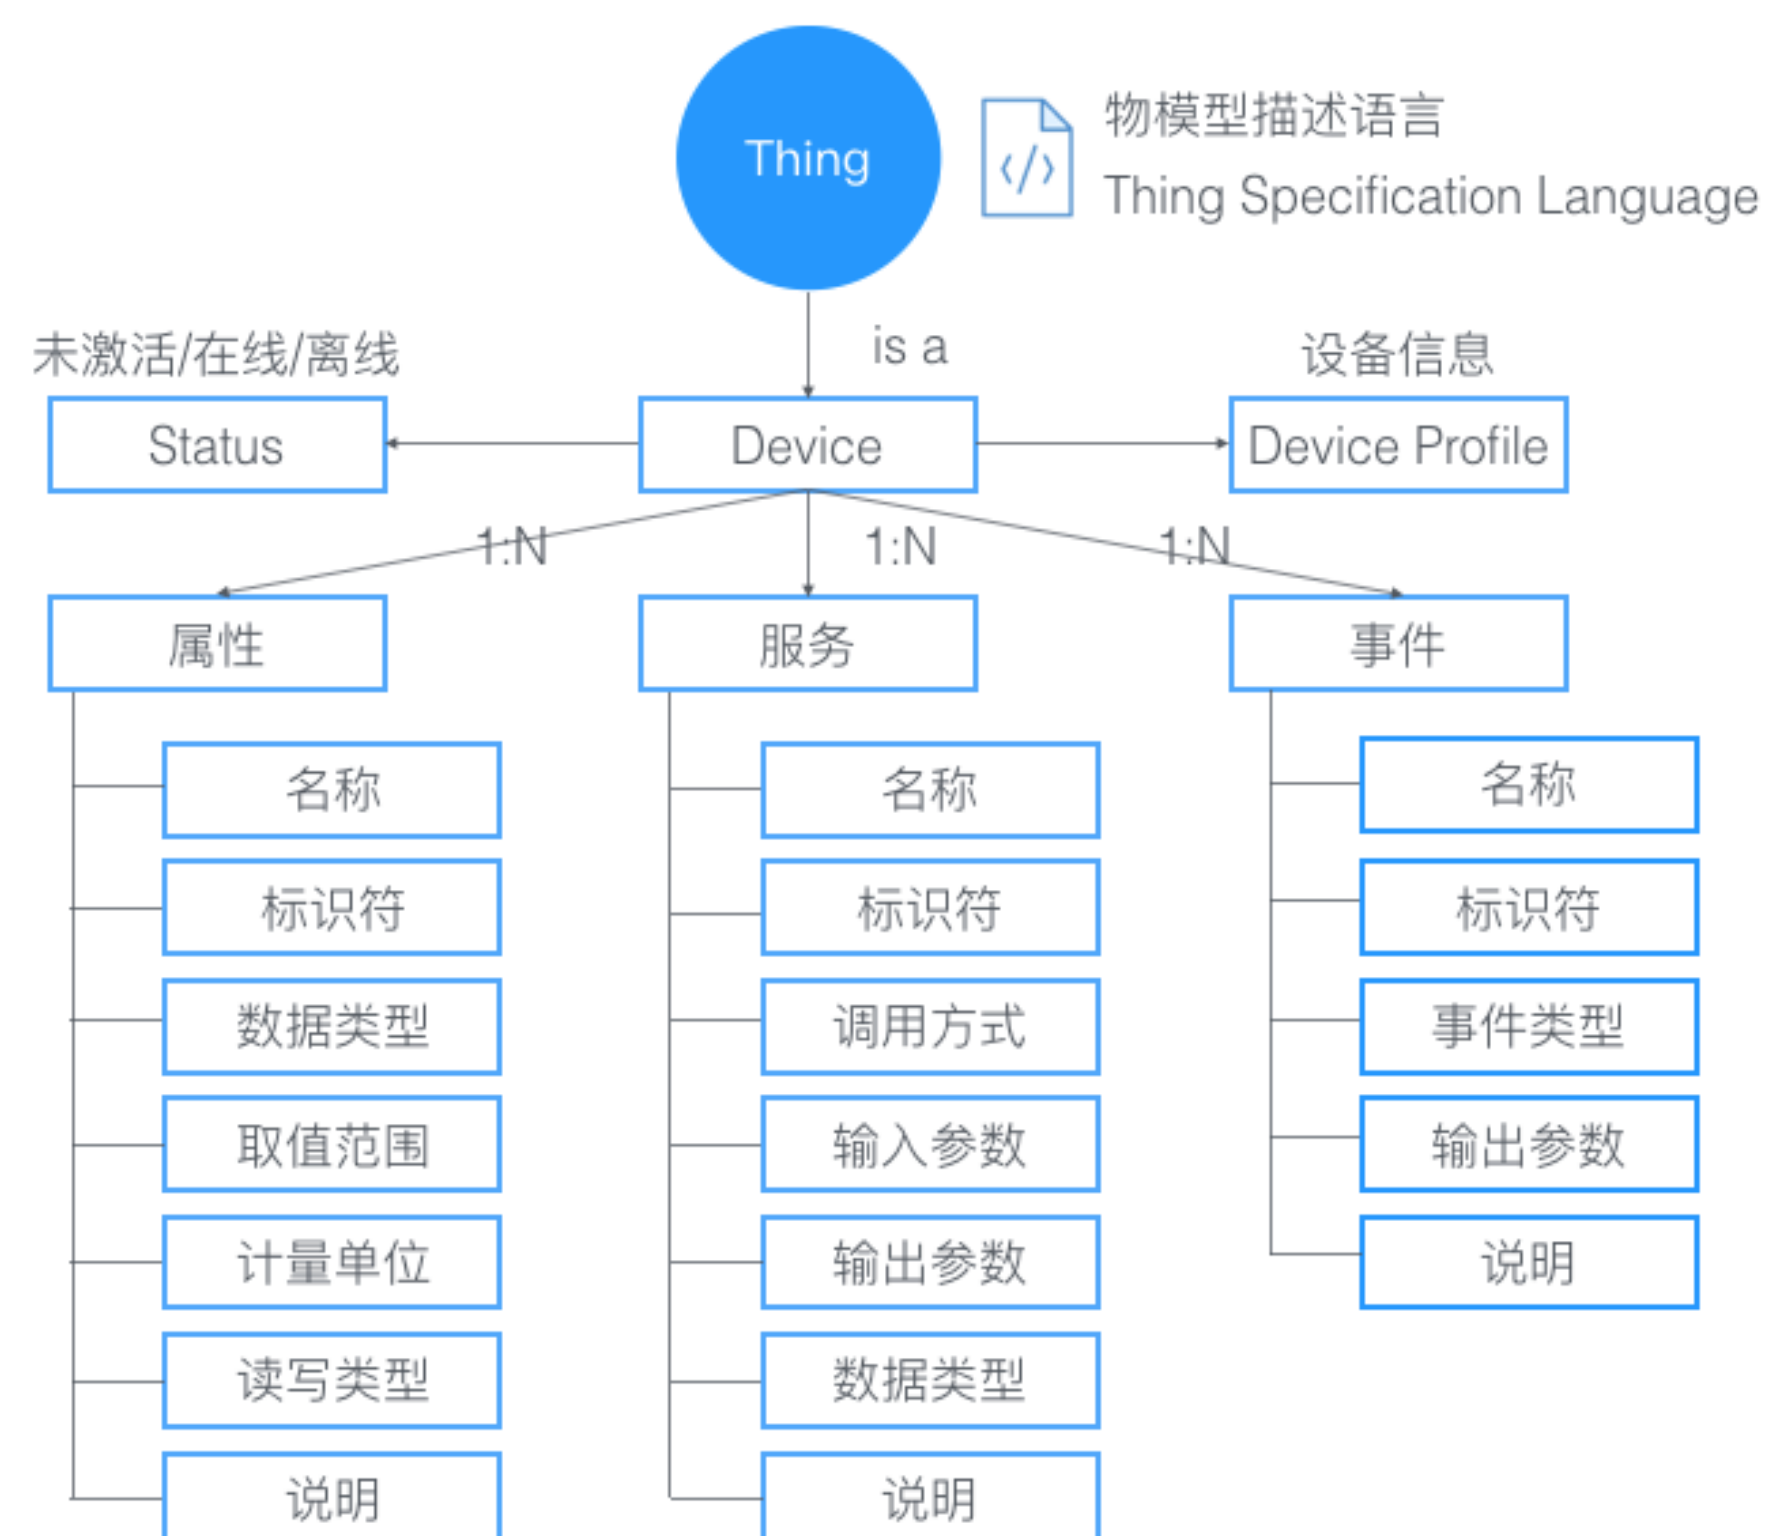 Thing
物模型描述语言
Thing Specification Language
is a
未激活/在线/离线
设备信息
Status
Device
Device Profile
1:N
1:N
1:N
属性
服务
事件
名称
标识符
数据类型
取值范围
计量单位
读写类型
说明
名称
标识符
调用方式
输入参数
输出参数
数据类型
说明
名称
标识符
事件类型
输出参数
说明